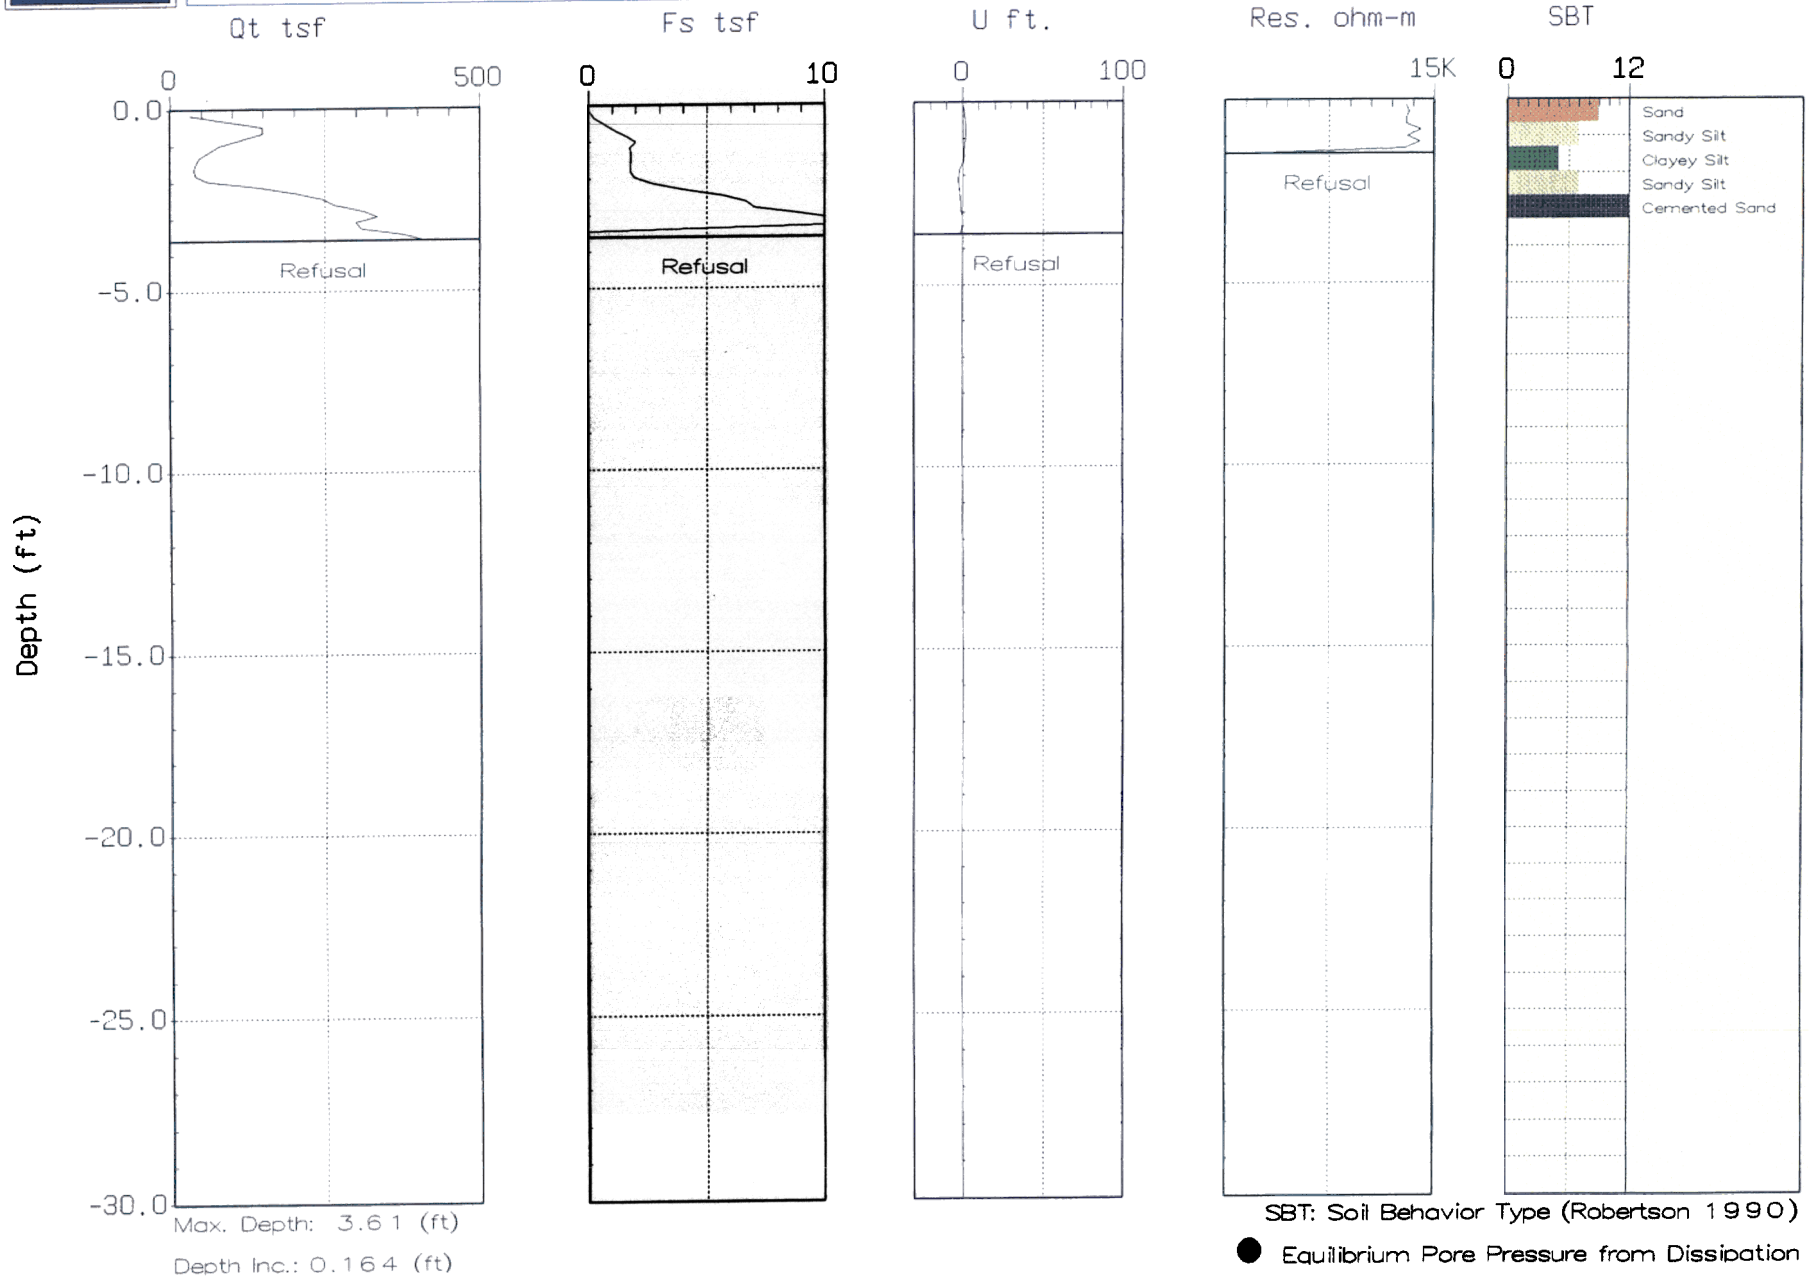 Qt tsf
Fs tsf
U ft.
Res. ohm-m
SBT
0 500
0 10
0 100
15K
0 12
0.0
Sand
Sandy Silt
Clayey Silt
Sandy Silt
Cemented Sand
Refusal
Refusal
Refusal
Refusal
-5.0
-10.0
Depth (ft)
-15.0
-20.0
-25.0
-30.0
Max. Depth: 3.61 (ft)
Depth Inc.: 0.164 (ft)
SBT: Soil Behavior Type (Robertson 1990)
Equilibrium Pore Pressure from Dissipation